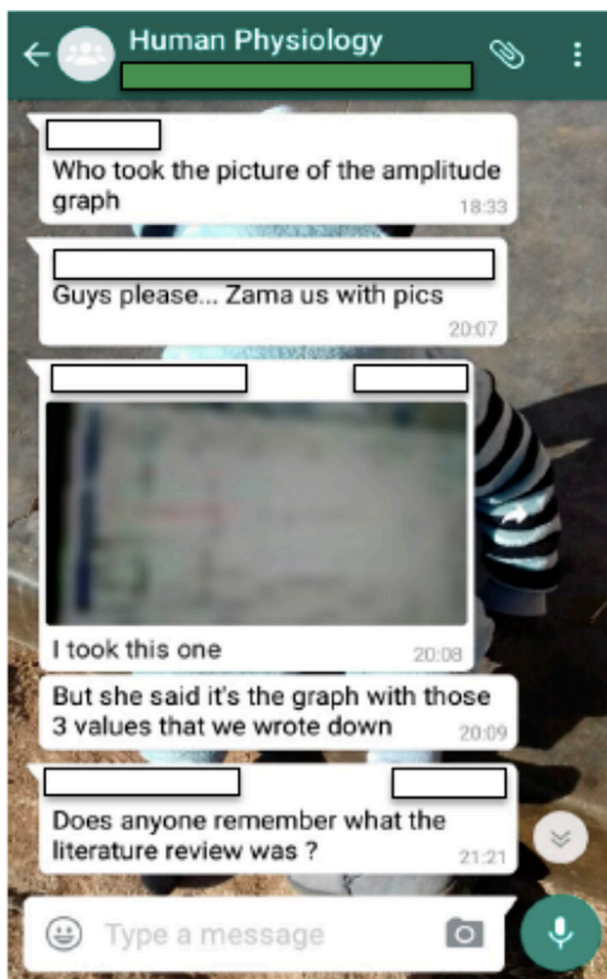 Human Physiology
Who took the picture of the amplitude
graph
18:33
Guys please... Zama us with pics
20:07
I took this one
20:08
But she said it's the graph with those
3 values that we wrote down
20:09
Does anyone remember what the
literature review was ?
21:21
Type a message